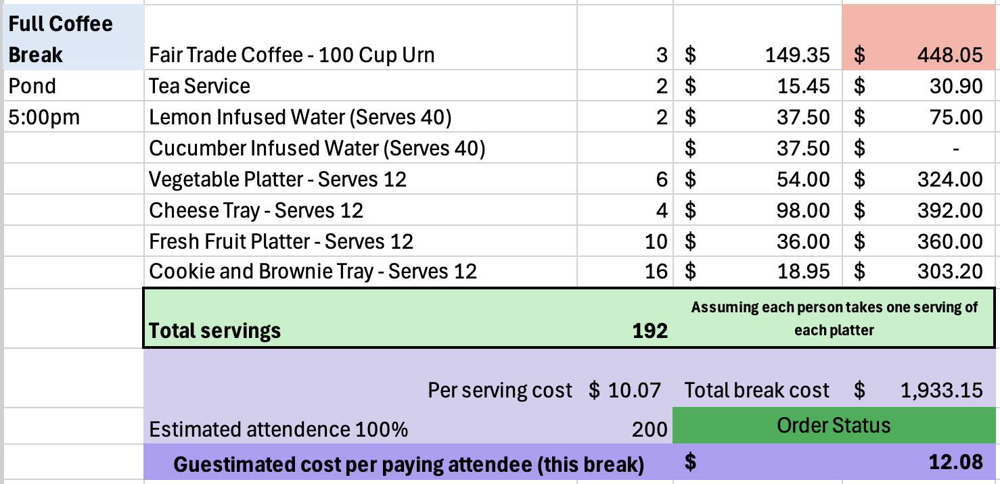 Full Coffee
Break Fair Trade Coffee - 100 Cup Urn 3 $ 149.35 $ 448.05
Pond Tea Service 2 $ 15.45 $ 30.90
5:00pm Lemon Infused Water (Serves 40) 2 $ 37.50 $ 75.00
Cucumber Infused Water (Serves 40) $ 37.50 $ -
Vegetable Platter - Serves 12 6 $ 54.00 $ 324.00
Cheese Tray - Serves 12 4 $ 98.00 $ 392.00
Fresh Fruit Platter - Serves 12 10 $ 36.00 $ 360.00
Cookie and Brownie Tray - Serves 12 16 $ 18.95 $ 303.20
Assuming each person takes one serving of
each platter
Total servings 192
Per serving cost $ 10.07 Total break cost $ 1,933.15
Estimated attendence 100% 200 Order Status
Guestimated cost per paying attendee (this break) $ 12.08